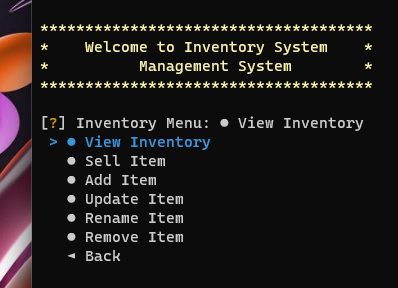 *************************************
*    Welcome to Inventory System    *
*          Management System        *
*************************************
[?] Inventory Menu: ● View Inventory
 > ● View Inventory
   ● Sell Item
   ● Add Item
   ● Update Item
   ● Rename Item
   ● Remove Item
   ◄ Back